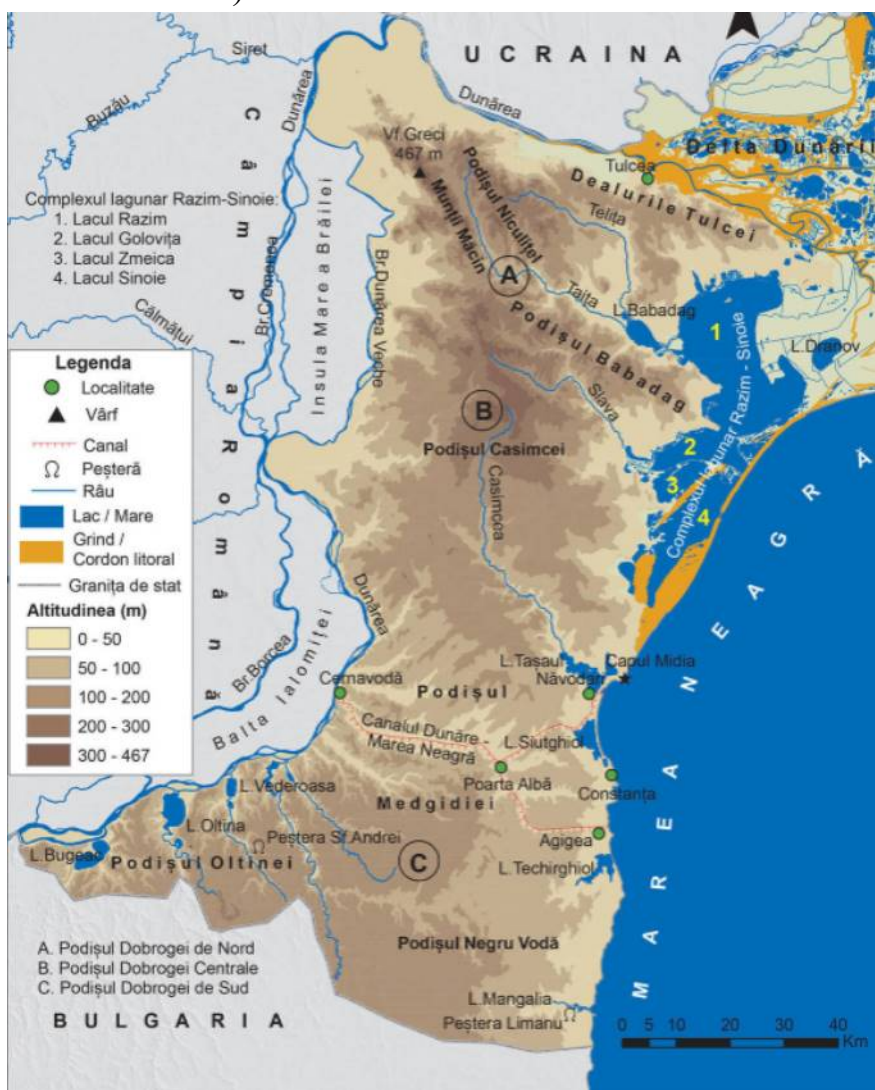 UCRAINA
Siret
Buzău
Dunărea
Dunărea
Câmpia Română
Vf.Greci
467 m
Delta Dunării
Tulcea
Dealurile Tulcei
Complexul lagunar Razim-Sinoie:
1. Lacul Razim
2. Lacul Golovița
3. Lacul Zmeica
4. Lacul Sinoie
Podișul Niculițel
Munții Măcin
Telița
A
Taița
L.Babadag
1
L.Dranov
Călmățui
Br.Cremenea
Insula Mare a Brăilei
Br.Dunărea Veche
Podișul Babadag
Slava
B
Podișul Casimcei
Casimcea
2
3
4
Complexul lagunar Razim - Sinoie
Legenda
Localitate
Vârf
Canal
Peșteră
Râu
Lac / Mare
Grind /
Cordon litoral
Granița de stat
Altitudinea (m)
0 - 50
50 - 100
100 - 200
200 - 300
300 - 467
Br.Borcea
Balta Ialomiței
Dunărea
MAREA NEAGRĂ
L.Tașaul
Capul Midia
Năvodari
Cernavodă
Podișul
Canalul Dunăre -
Marea Neagră
L.Siutghiol
Poarta Albă
Constanța
Medgidiei
L.Vederoasa
L.Oltina
Peștera Sf.Andrei
Agigea
L.Bugeac
Podișul Oltinei
C
L.Techirghiol
Podișul Negru Vodă
A. Podișul Dobrogei de Nord
B. Podișul Dobrogei Centrale
C. Podișul Dobrogei de Sud
BULGARIA
L.Mangalia
Peștera Limanu
0 5 10 20 30 40
Km